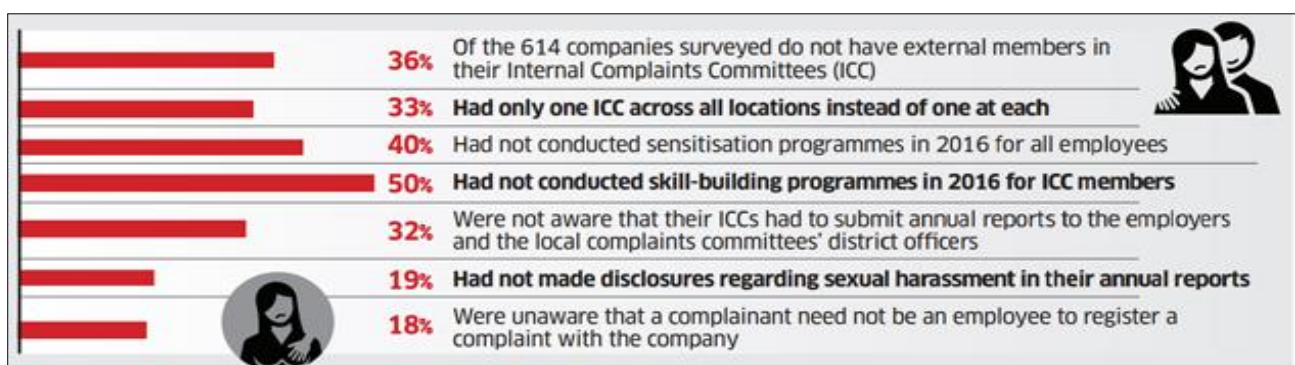 36% Of the 614 companies surveyed do not have external members in
their Internal Complaints Committees (ICC)
33% Had only one ICC across all locations instead of one at each
40% Had not conducted sensitisation programmes in 2016 for all employees
50% Had not conducted skill-building programmes in 2016 for ICC members
32% Were not aware that their ICCs had to submit annual reports to the employers
and the local complaints committees' district officers
19% Had not made disclosures regarding sexual harassment in their annual reports
18% Were unaware that a complainant need not be an employee to register a
complaint with the company